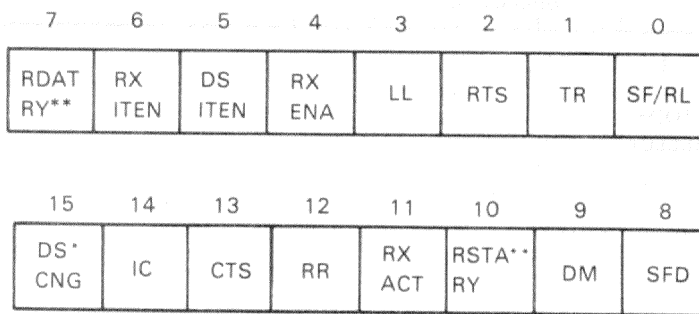 7 6 5 4 3 2 1 0
RDAT RX DS RX LL RTS TR SF/RL
RY** ITEN ITEN ENA
15 14 13 12 11 10 9 8
DS* IC CTS RR RX RSTA** DM SFD
CNG ACT RY